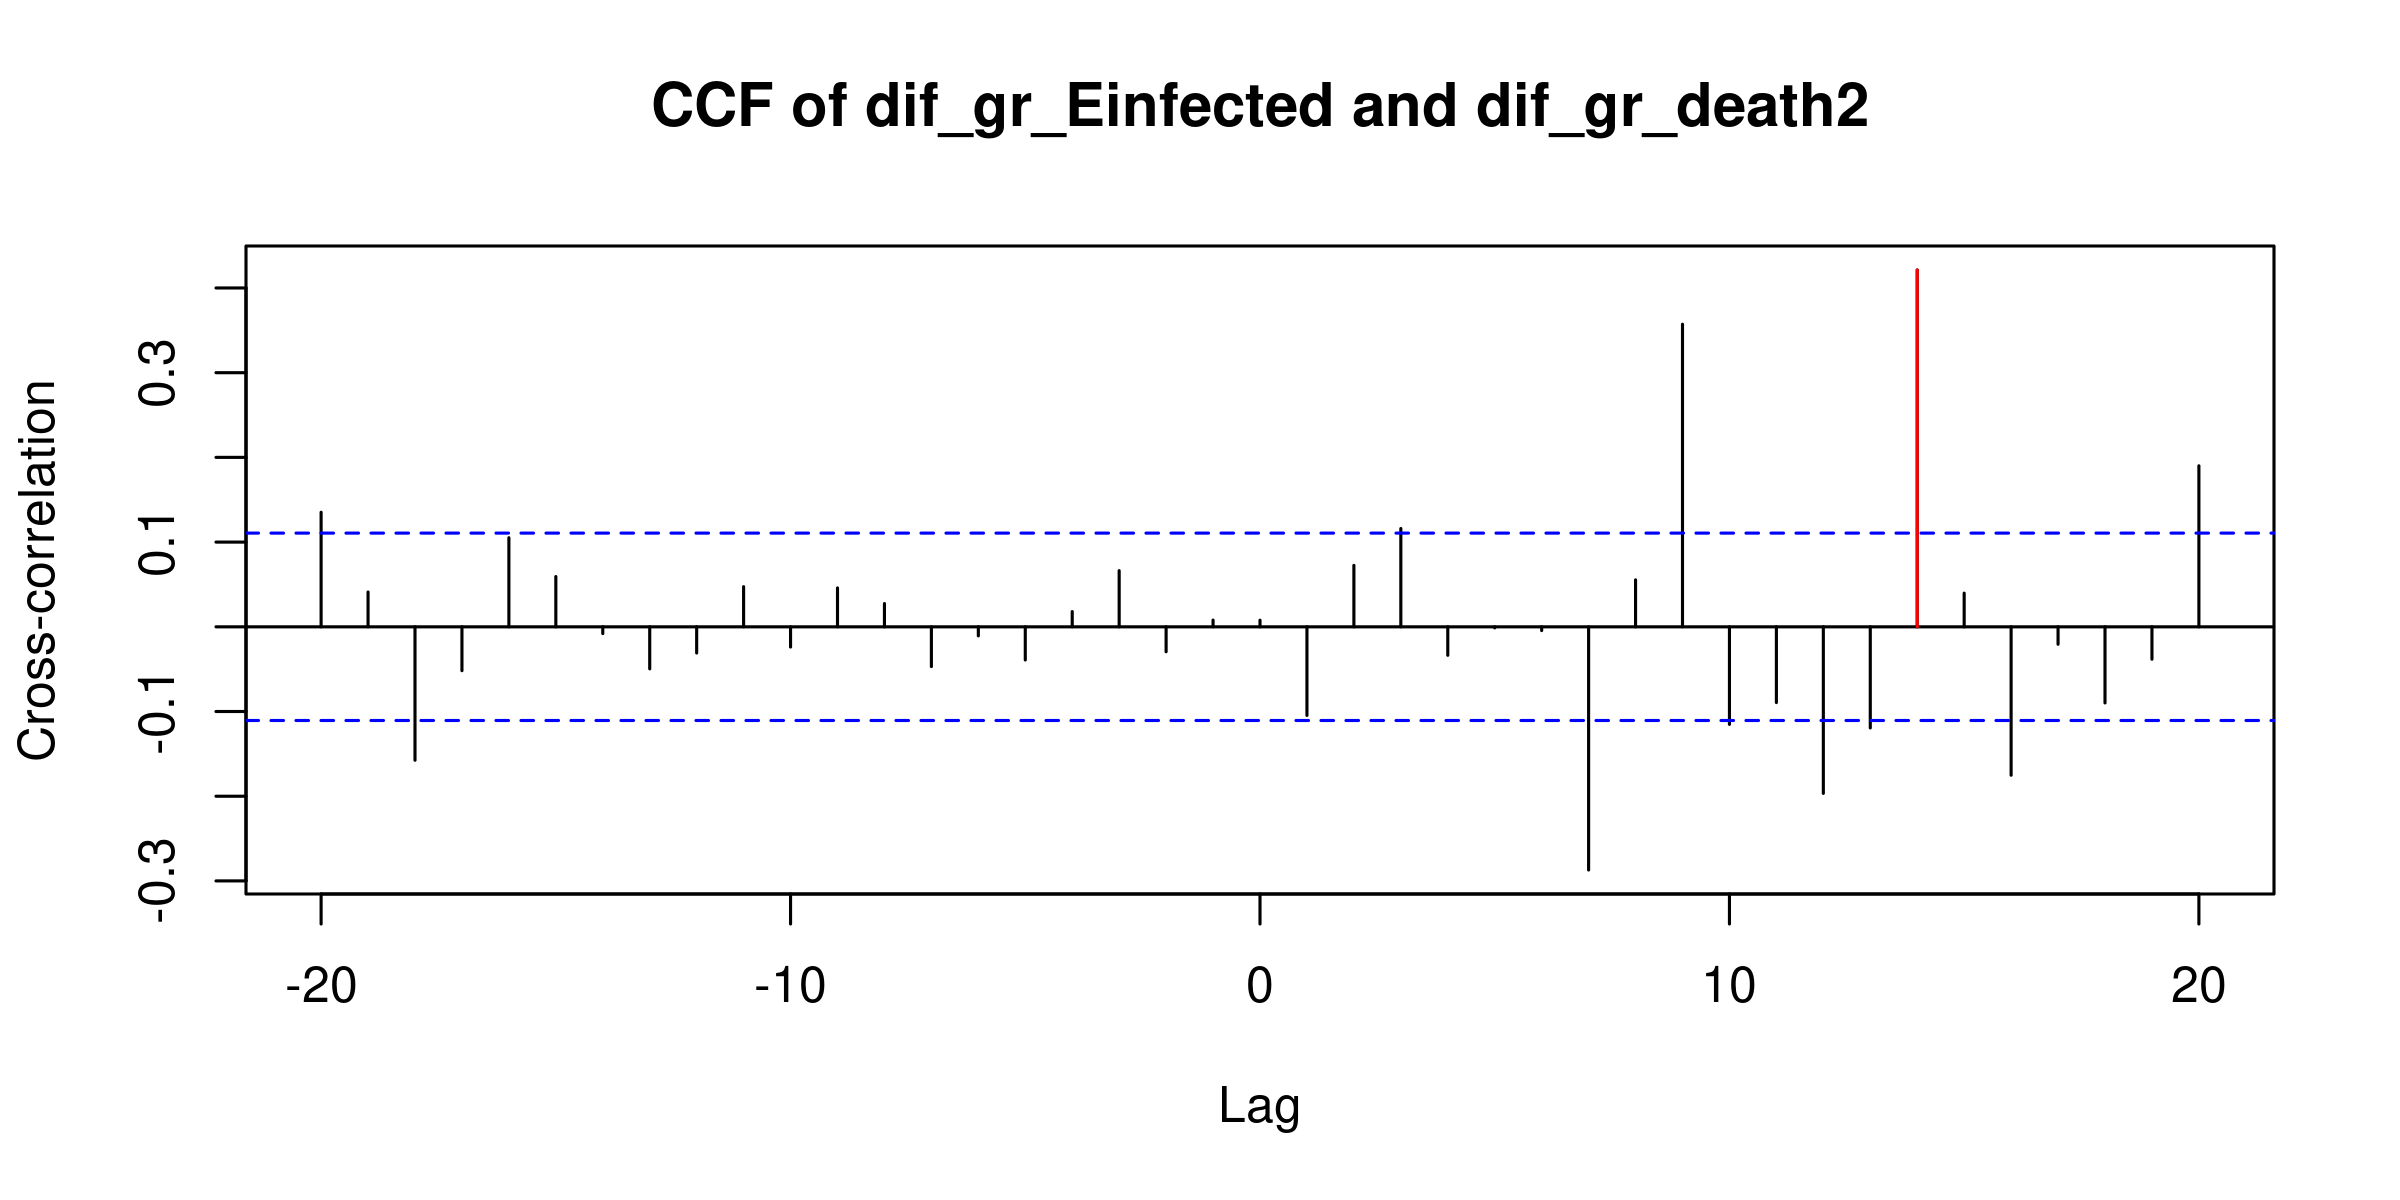 CCF of dif_gr_Einfected and dif_gr_death2
Cross-correlation
0.3
0.1
-0.1
-0.3
-20 -10 0 10 20
Lag